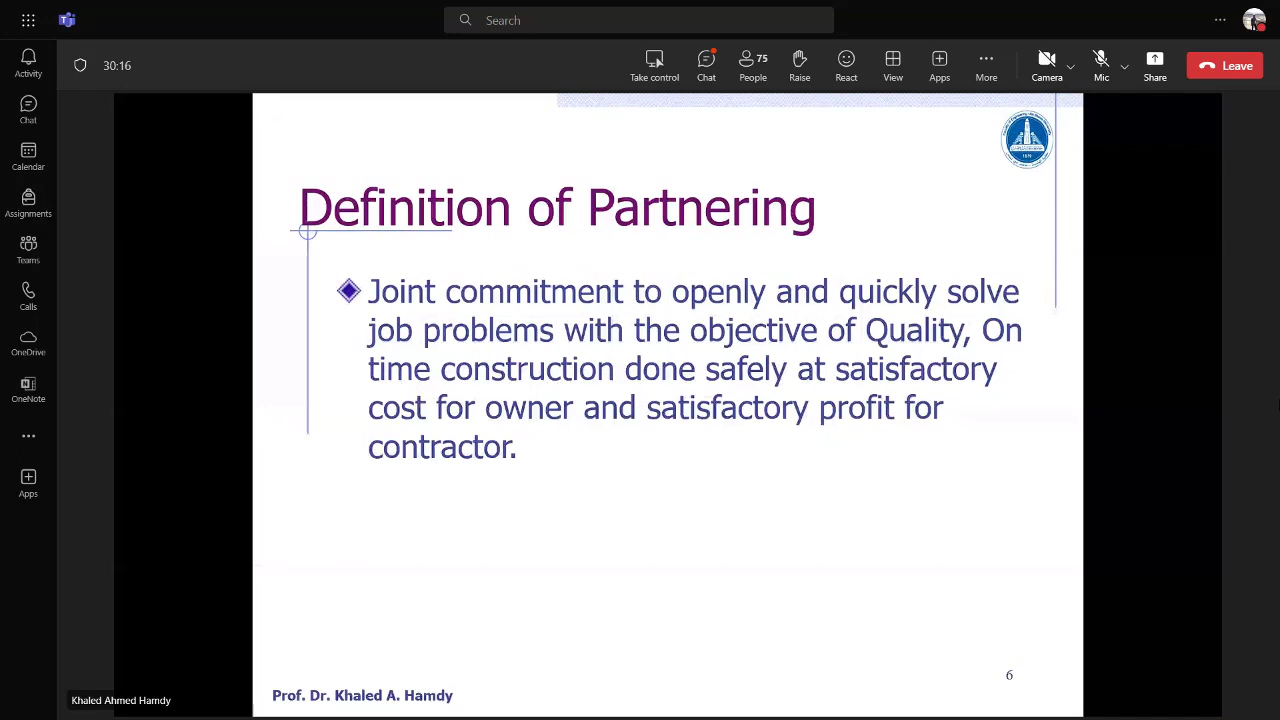 Search
Activity
Chat
Calendar
Assignments
Teams
Calls
OneDrive
OneNote
Apps
30:16
Take control
Chat
75
People
Raise
React
View
Apps
More
Camera
Mic
Share
Leave
Definition of Partnering
Joint commitment to openly and quickly solve
job problems with the objective of Quality, On
time construction done safely at satisfactory
cost for owner and satisfactory profit for
contractor.
6
Prof. Dr. Khaled A. Hamdy
Khaled Ahmed Hamdy